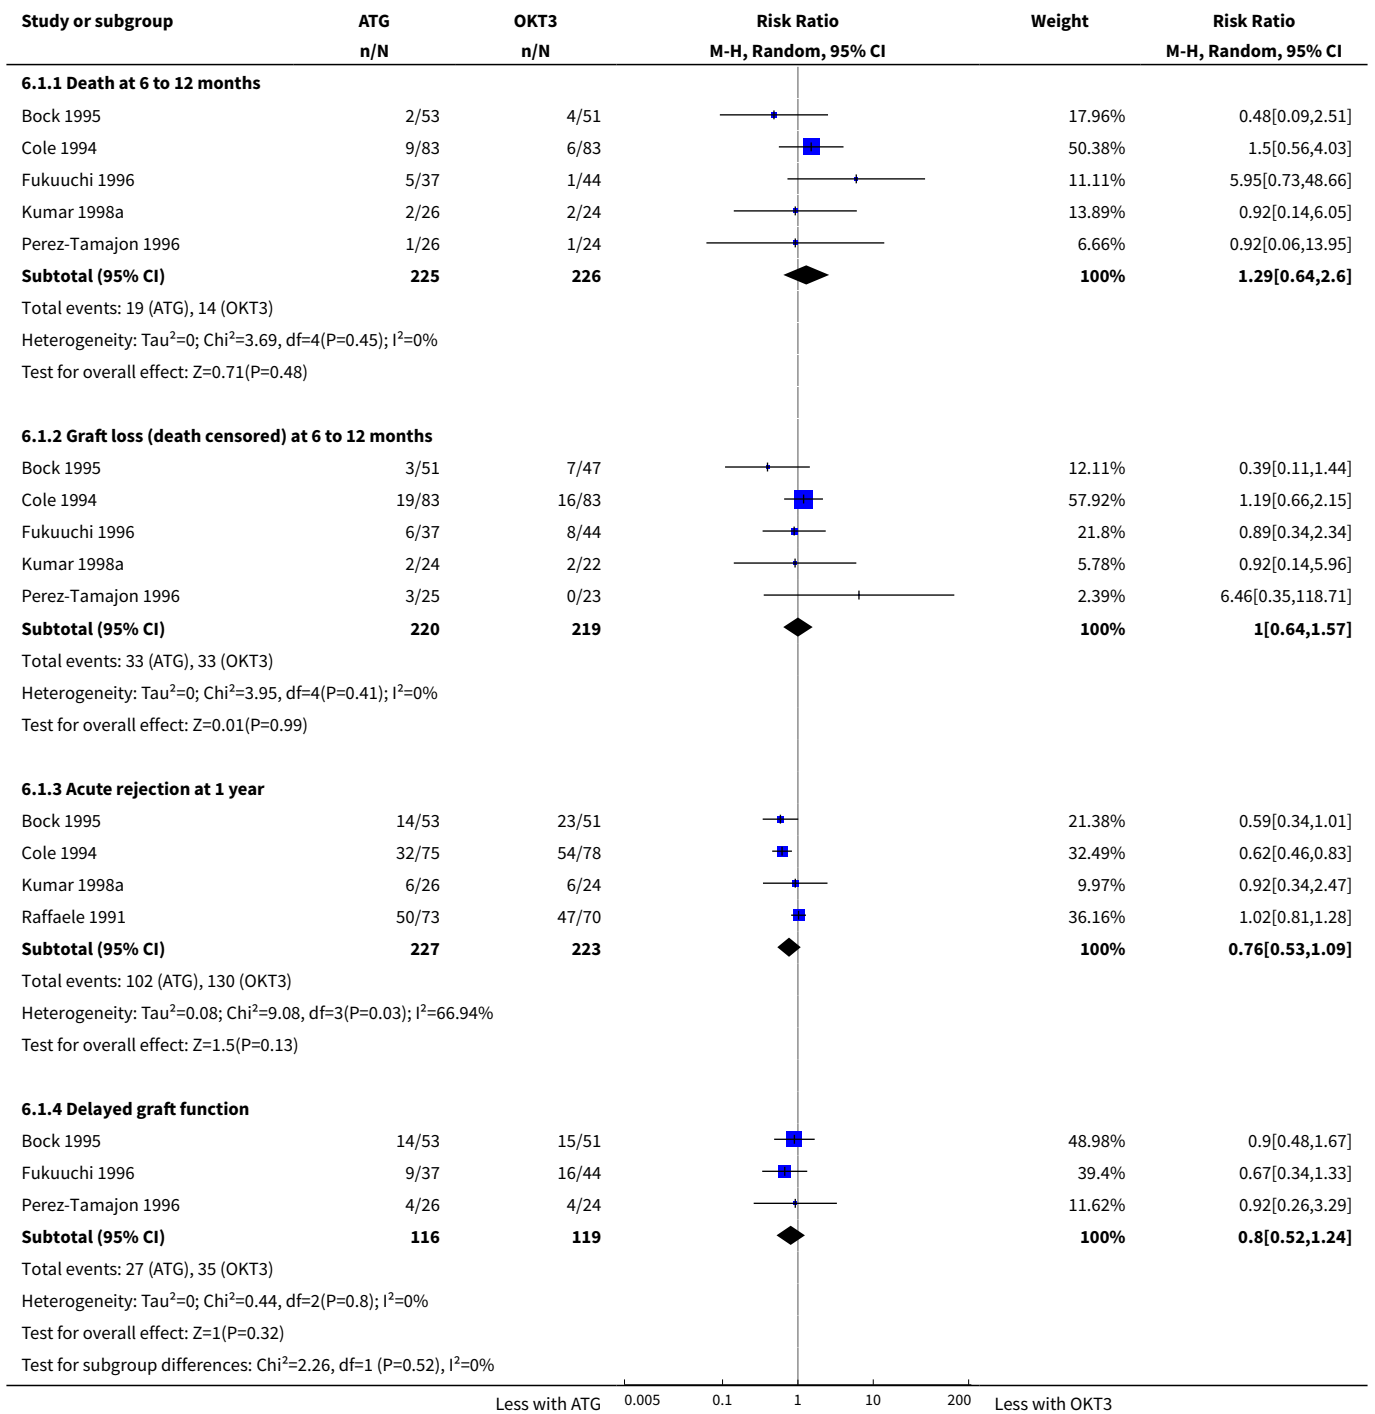 Study or subgroup ATG OKT3 Risk Ratio Weight Risk Ratio
n/N n/N M-H, Random, 95% CI M-H, Random, 95% CI
6.1.1 Death at 6 to 12 months
Bock 1995 2/53 4/51 17.96% 0.48[0.09,2.51]
Cole 1994 9/83 6/83 50.38% 1.5[0.56,4.03]
Fukuuchi 1996 5/37 1/44 11.11% 5.95[0.73,48.66]
Kumar 1998a 2/26 2/24 13.89% 0.92[0.14,6.05]
Perez-Tamajon 1996 1/26 1/24 6.66% 0.92[0.06,13.95]
Subtotal (95% CI) 225 226 100% 1.29[0.64,2.6]
Total events: 19 (ATG), 14 (OKT3)
Heterogeneity: Tau²=0; Chi²=3.69, df=4(P=0.45); I²=0%
Test for overall effect: Z=0.71(P=0.48)
6.1.2 Graft loss (death censored) at 6 to 12 months
Bock 1995 3/51 7/47 12.11% 0.39[0.11,1.44]
Cole 1994 19/83 16/83 57.92% 1.19[0.66,2.15]
Fukuuchi 1996 6/37 8/44 21.8% 0.89[0.34,2.34]
Kumar 1998a 2/24 2/22 5.78% 0.92[0.14,5.96]
Perez-Tamajon 1996 3/25 0/23 2.39% 6.46[0.35,118.71]
Subtotal (95% CI) 220 219 100% 1[0.64,1.57]
Total events: 33 (ATG), 33 (OKT3)
Heterogeneity: Tau²=0; Chi²=3.95, df=4(P=0.41); I²=0%
Test for overall effect: Z=0.01(P=0.99)
6.1.3 Acute rejection at 1 year
Bock 1995 14/53 23/51 21.38% 0.59[0.34,1.01]
Cole 1994 32/75 54/78 32.49% 0.62[0.46,0.83]
Kumar 1998a 6/26 6/24 9.97% 0.92[0.34,2.47]
Raffaele 1991 50/73 47/70 36.16% 1.02[0.81,1.28]
Subtotal (95% CI) 227 223 100% 0.76[0.53,1.09]
Total events: 102 (ATG), 130 (OKT3)
Heterogeneity: Tau²=0.08; Chi²=9.08, df=3(P=0.03); I²=66.94%
Test for overall effect: Z=1.5(P=0.13)
6.1.4 Delayed graft function
Bock 1995 14/53 15/51 48.98% 0.9[0.48,1.67]
Fukuuchi 1996 9/37 16/44 39.4% 0.67[0.34,1.33]
Perez-Tamajon 1996 4/26 4/24 11.62% 0.92[0.26,3.29]
Subtotal (95% CI) 116 119 100% 0.8[0.52,1.24]
Total events: 27 (ATG), 35 (OKT3)
Heterogeneity: Tau²=0; Chi²=0.44, df=2(P=0.8); I²=0%
Test for overall effect: Z=1(P=0.32)
Test for subgroup differences: Chi²=2.26, df=1 (P=0.52), I²=0%
Less with ATG 0.005 0.1 1 10 200 Less with OKT3